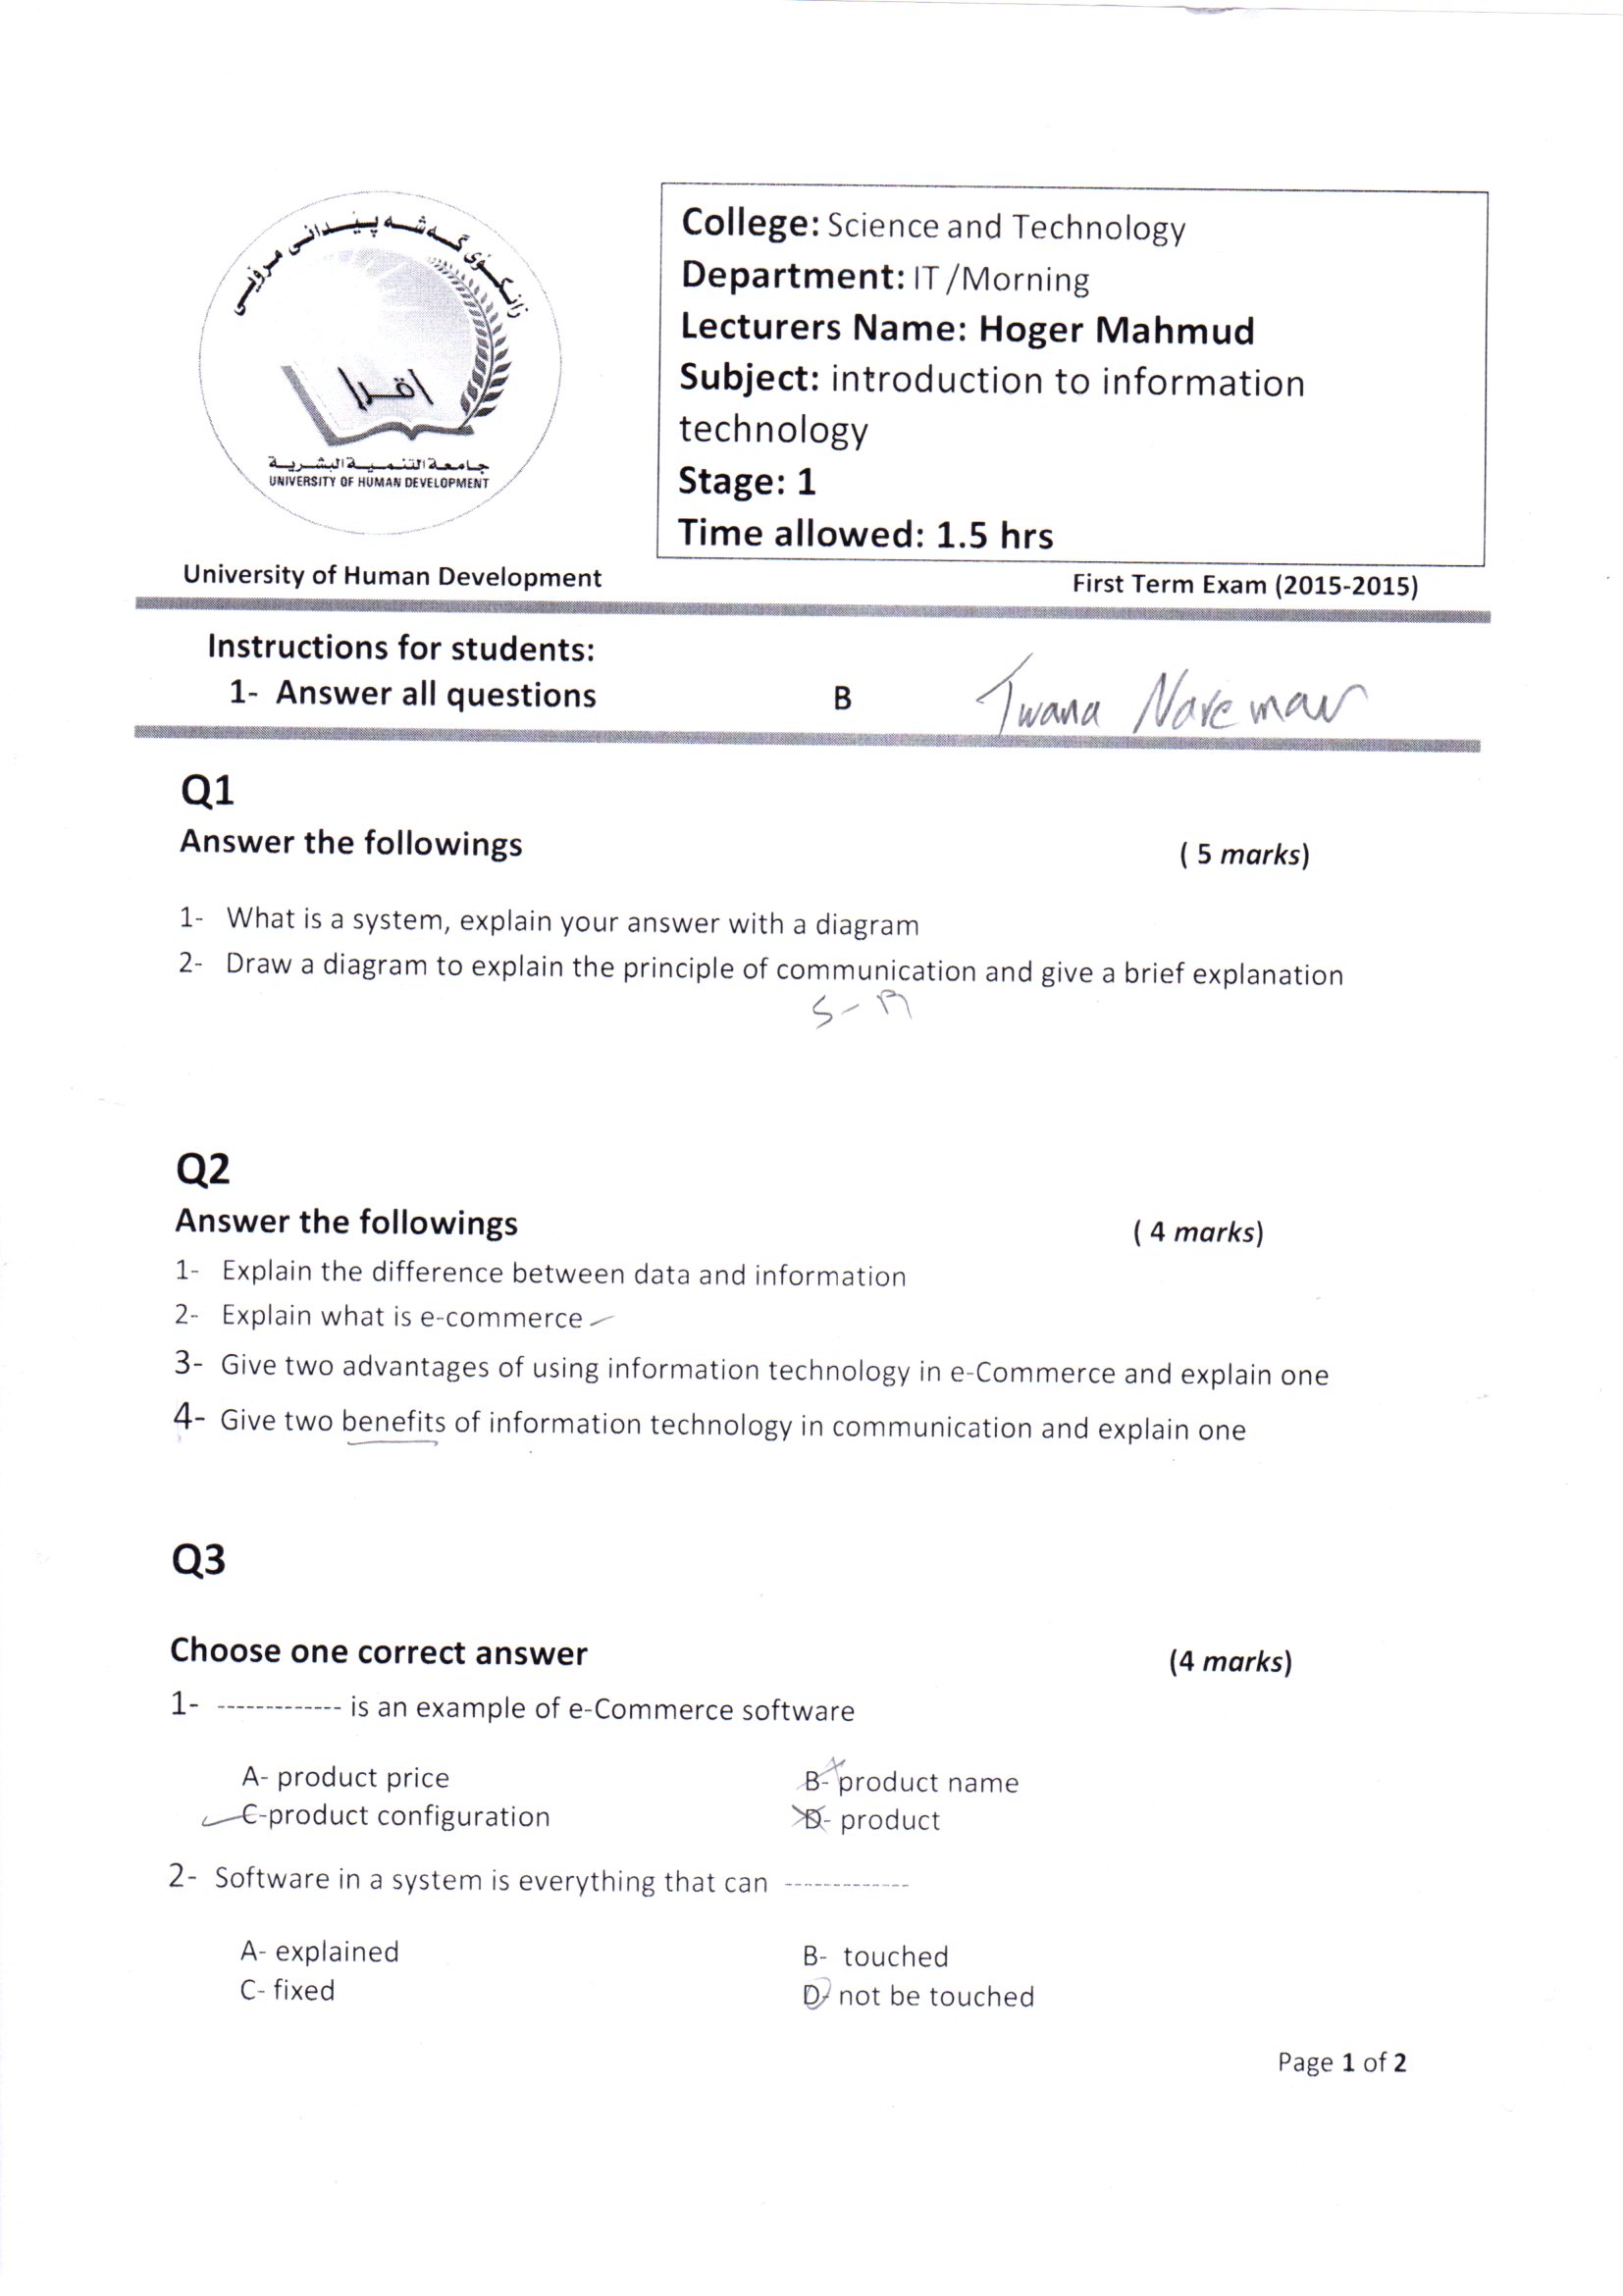 زانكۆی گەشەپێدانی مرۆیی
اقرا
جامعة التنمية البشرية
UNIVERSITY OF HUMAN DEVELOPMENT
College: Science and Technology
Department: IT /Morning
Lecturers Name: Hoger Mahmud
Subject: introduction to information
technology
Stage: 1
Time allowed: 1.5 hrs
University of Human Development
First Term Exam (2015-2015)
Instructions for students:
1- Answer all questions
B
Twana Nareman
Q1
Answer the followings
( 5 marks)
1- What is a system, explain your answer with a diagram
2- Draw a diagram to explain the principle of communication and give a brief explanation
S - R
Q2
Answer the followings
( 4 marks)
1- Explain the difference between data and information
2- Explain what is e-commerce
3- Give two advantages of using information technology in e-Commerce and explain one
4- Give two benefits of information technology in communication and explain one
Q3
Choose one correct answer
(4 marks)
1- ------------- is an example of e-Commerce software
A- product price
B- product name
C-product configuration
D- product
2- Software in a system is everything that can -------------
A- explained
B- touched
C- fixed
D- not be touched
Page 1 of 2